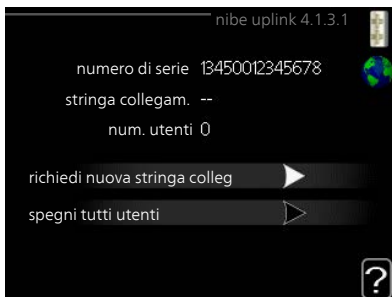 nibe uplink 4.1.3.1
numero di serie 13450012345678
stringa collegam. --
num. utenti 0
richiedi nuova stringa colleg
spegni tutti utenti
?